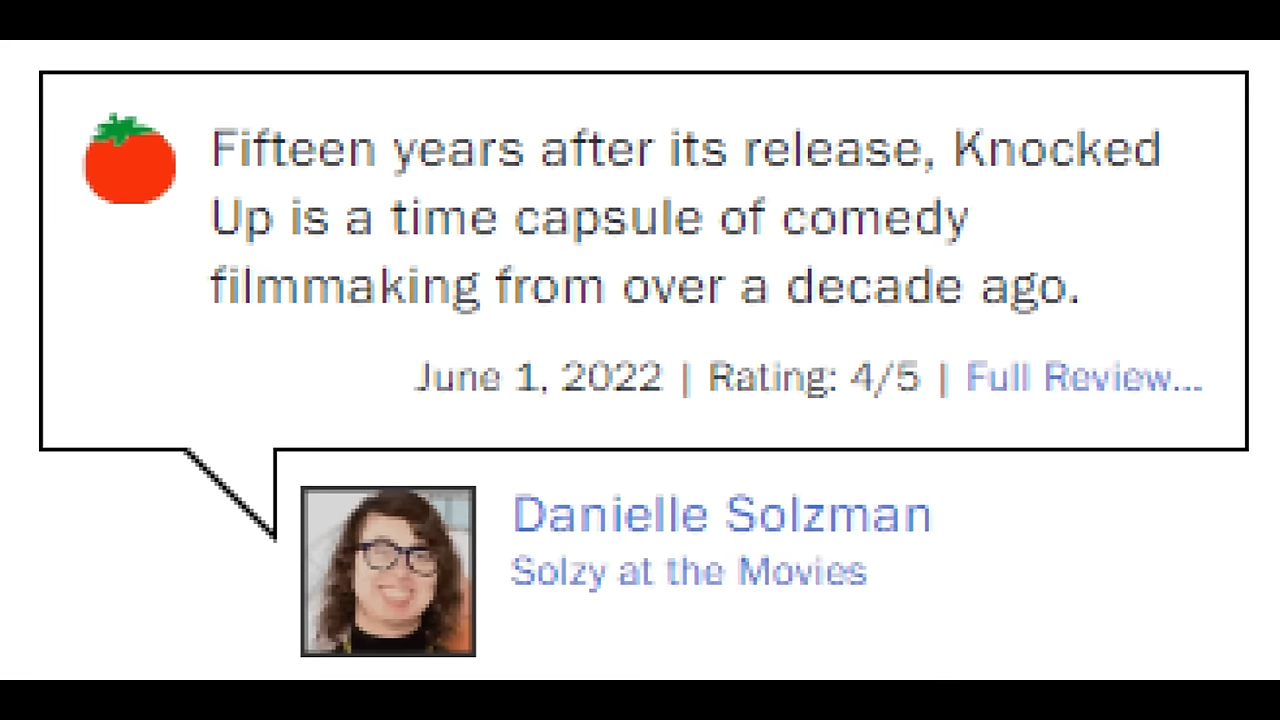 Fifteen years after its release, Knocked
Up is a time capsule of comedy
filmmaking from over a decade ago.
June 1, 2022 | Rating: 4/5 | Full Review...
Danielle Solzman
Solzy at the Movies